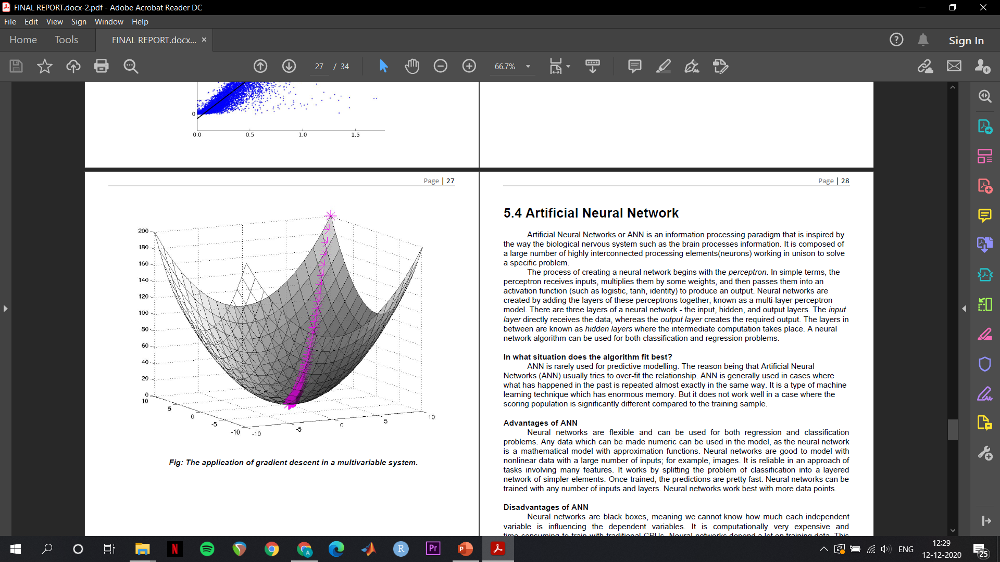 FINAL REPORT.docx-2.pdf - Adobe Acrobat Reader DC
File Edit View Sign Window Help
Home Tools FINAL REPORT.docx... × Sign In
27 / 34 66.7%
0
0.0 0.5 1.0 1.5
Page | 27
200
180
160
140
120
100
80
60
40
20
0
10 5 0 -5 -10
-10 -5 0 5 10
Fig: The application of gradient descent in a multivariable system.
Page | 28
5.4 Artificial Neural Network
Artificial Neural Networks or ANN is an information processing paradigm that is inspired by
the way the biological nervous system such as the brain processes information. It is composed of
a large number of highly interconnected processing elements(neurons) working in unison to solve
a specific problem.
The process of creating a neural network begins with the perceptron. In simple terms, the
perceptron receives inputs, multiplies them by some weights, and then passes them into an
activation function (such as logistic, tanh, identity) to produce an output. Neural networks are
created by adding the layers of these perceptrons together, known as a multi-layer perceptron
model. There are three layers of a neural network - the input, hidden, and output layers. The input
layer directly receives the data, whereas the output layer creates the required output. The layers in
between are known as hidden layers where the intermediate computation takes place. A neural
network algorithm can be used for both classification and regression problems.
In what situation does the algorithm fit best?
ANN is rarely used for predictive modelling. The reason being that Artificial Neural
Networks (ANN) usually tries to over-fit the relationship. ANN is generally used in cases where
what has happened in the past is repeated almost exactly in the same way. It is a type of machine
learning technique which has enormous memory. But it does not work well in a case where the
scoring population is significantly different compared to the training sample.
Advantages of ANN
Neural networks are flexible and can be used for both regression and classification
problems. Any data which can be made numeric can be used in the model, as the neural network
is a mathematical model with approximation functions. Neural networks are good to model with
nonlinear data with a large number of inputs; for example, images. It is reliable in an approach of
tasks involving many features. It works by splitting the problem of classification into a layered
network of simpler elements. Once trained, the predictions are pretty fast. Neural networks can be
trained with any number of inputs and layers. Neural networks work best with more data points.
Disadvantages of ANN
Neural networks are black boxes, meaning we cannot know how much each independent
variable is influencing the dependent variables. It is computationally very expensive and
time consuming to train with traditional CPUs. Neural networks depend a lot on training data. This
N R Pr P R
ENG
12:29
12-12-2020
25